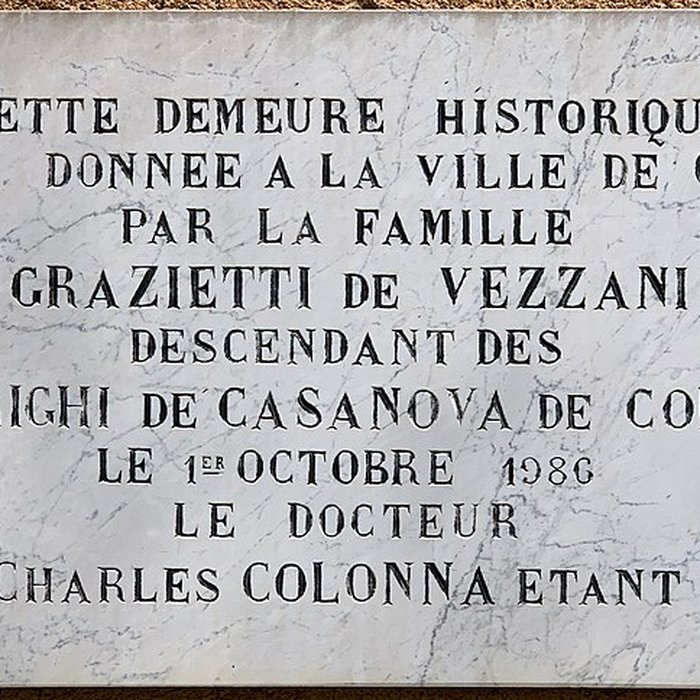 ETTE DEMEURE HISTORIQU
DONNEE A LA VILLE DE
PAR LA FAMILLE
GRAZIETTI DE VEZZANI
DESCENDANT DES
IGHI DE CASANOVA DE CO
LE 1ER OCTOBRE 1986
LE DOCTEUR
CHARLES COLONNA ETANT